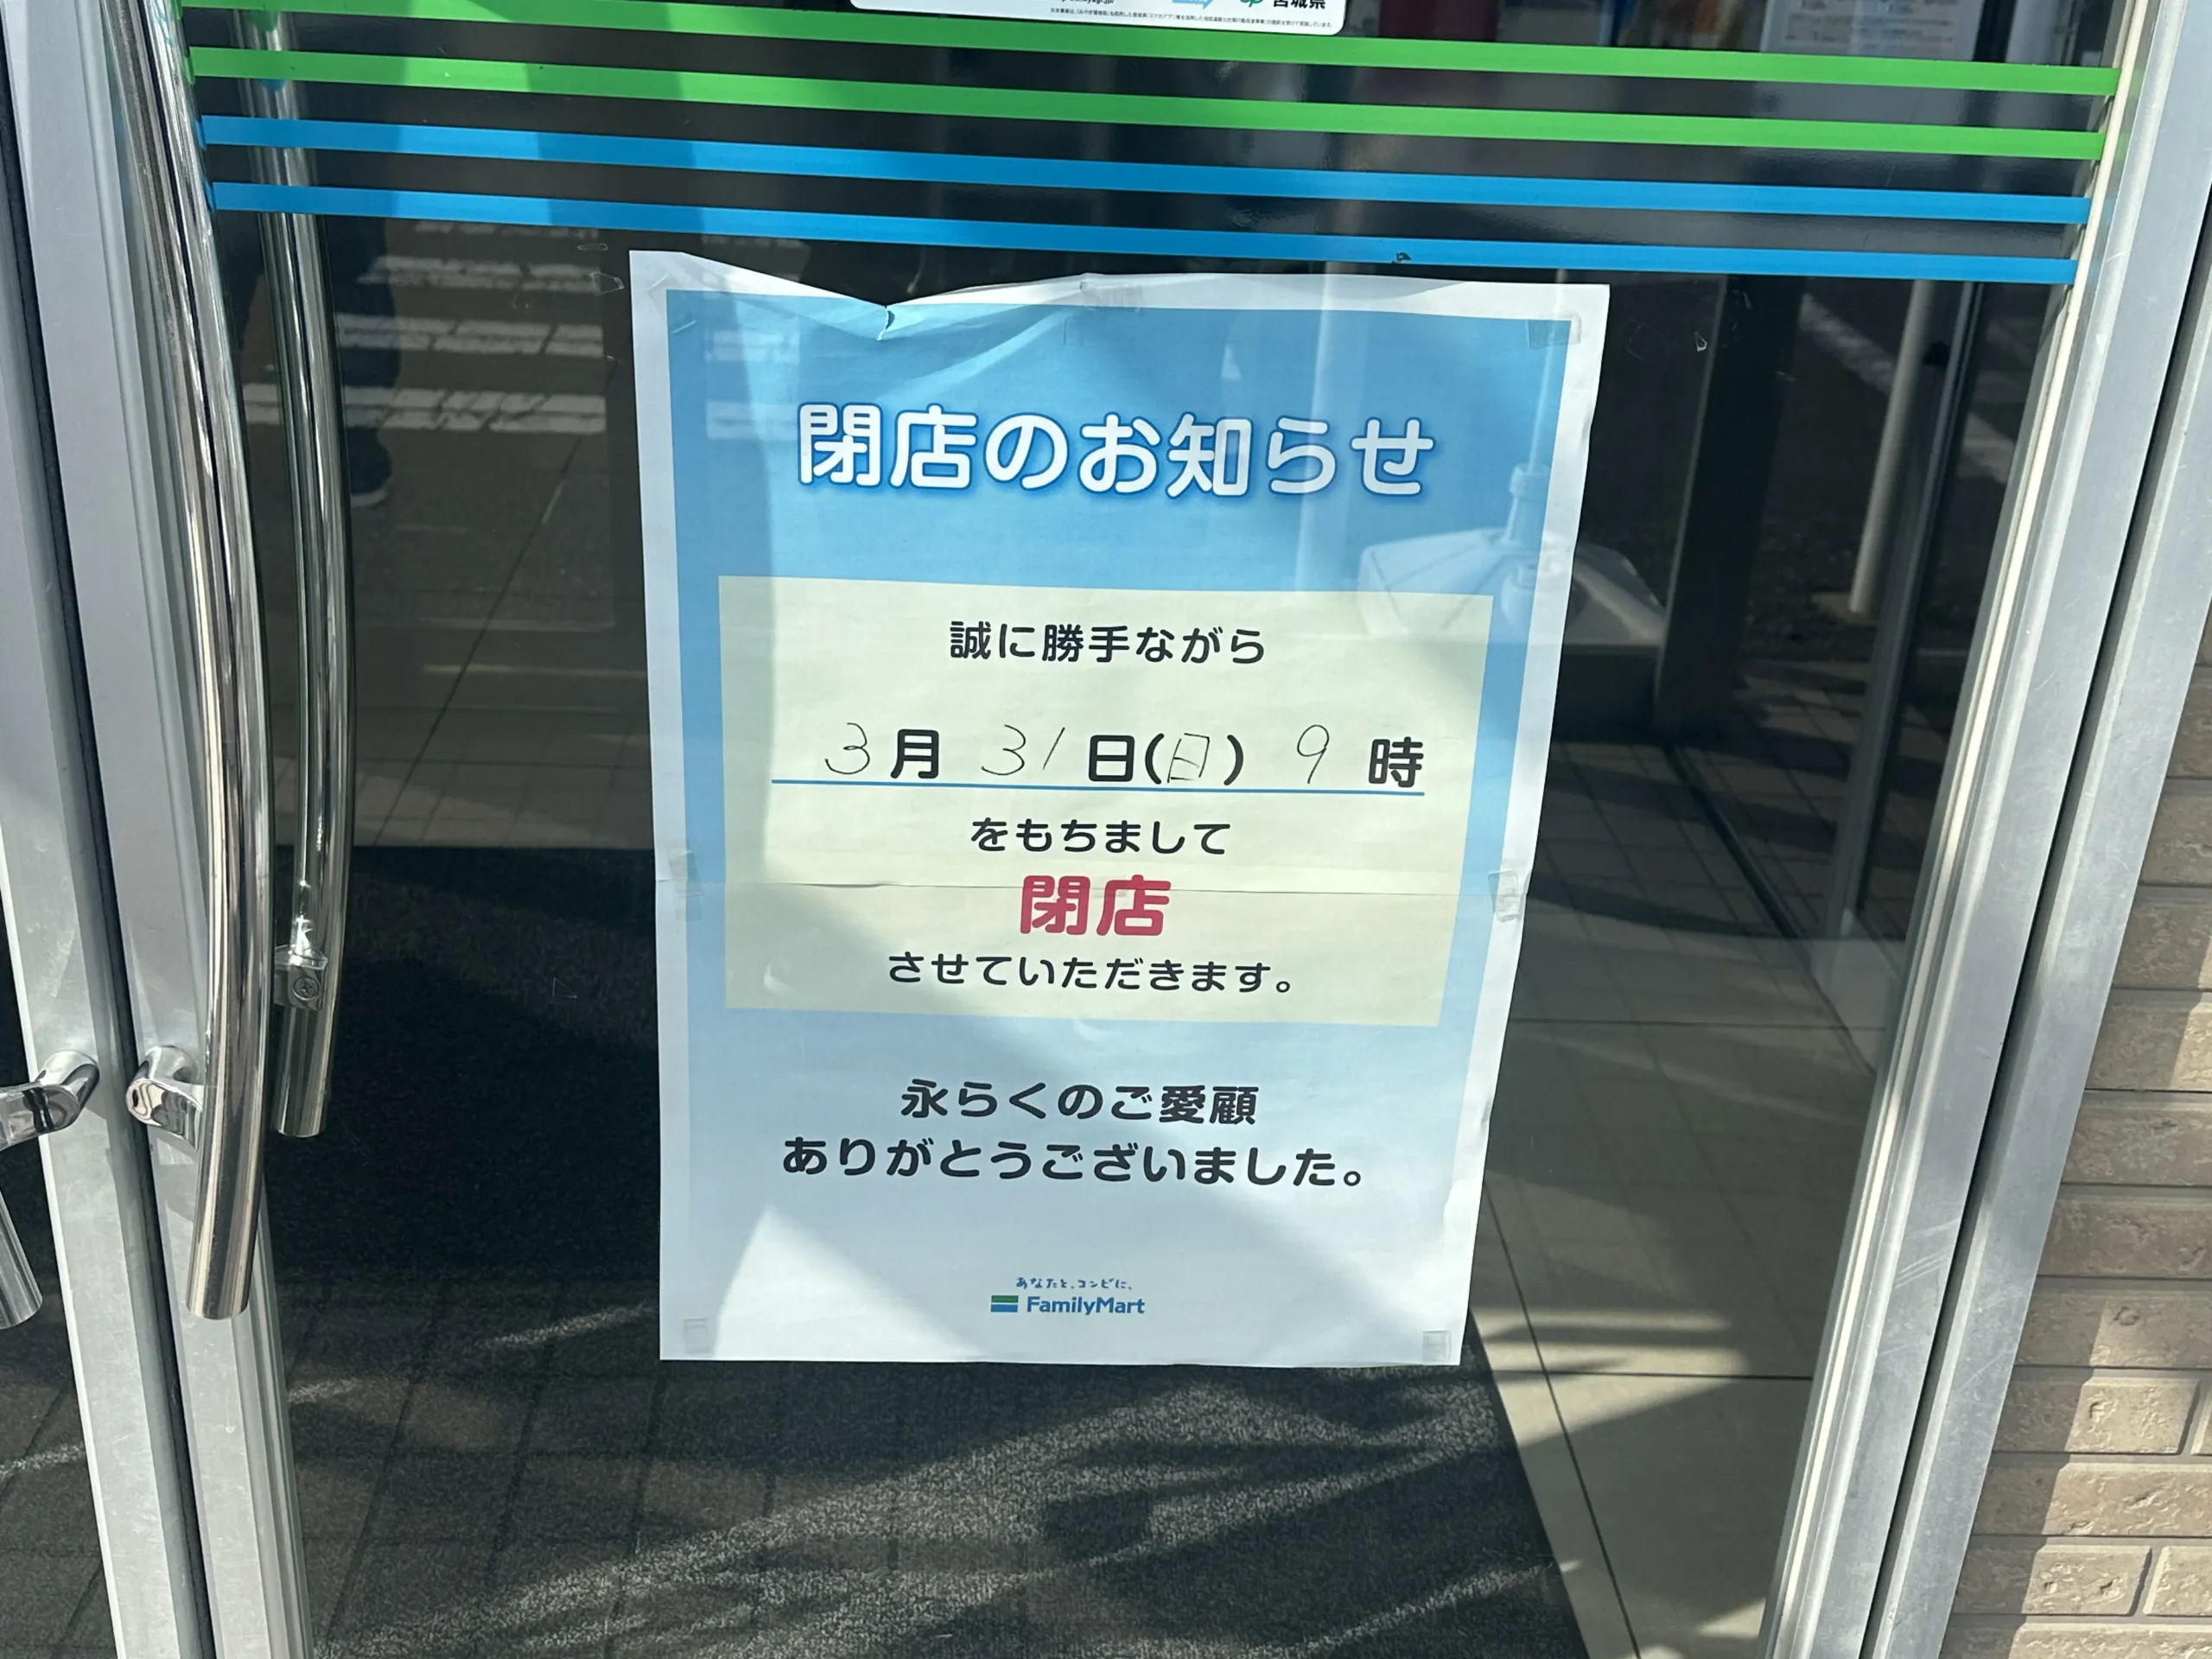 宮城県
閉店のお知らせ
誠に勝手ながら
3月 31日(日) 9時
をもちまして
閉店
させていただきます。
永らくのご愛顧
ありがとうございました。
あなたと、コンビに、
FamilyMart